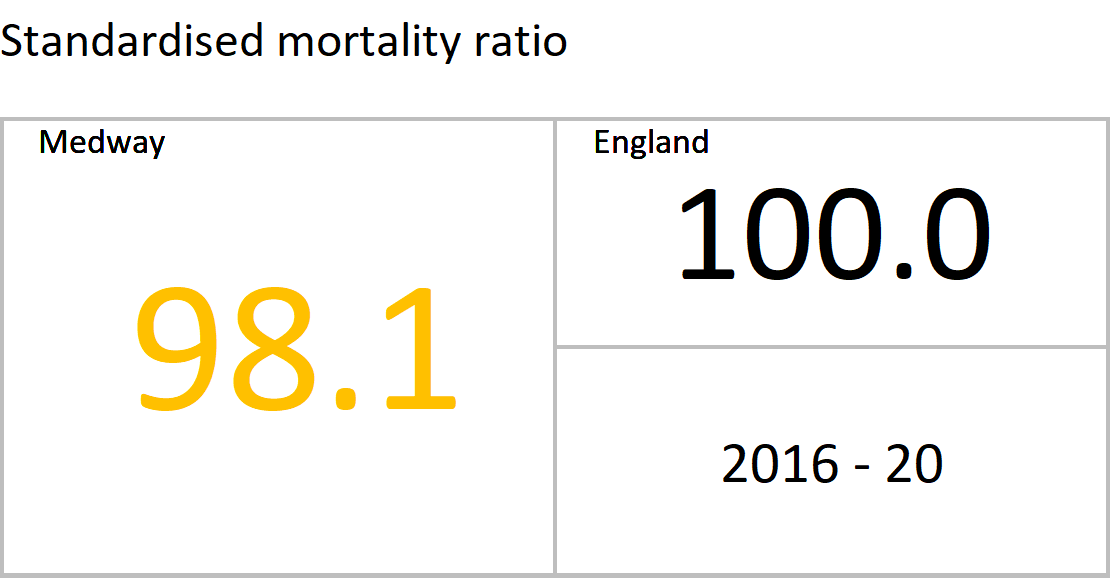 Standardised mortality ratio
Medway
98.1
England
100.0
2016 - 20